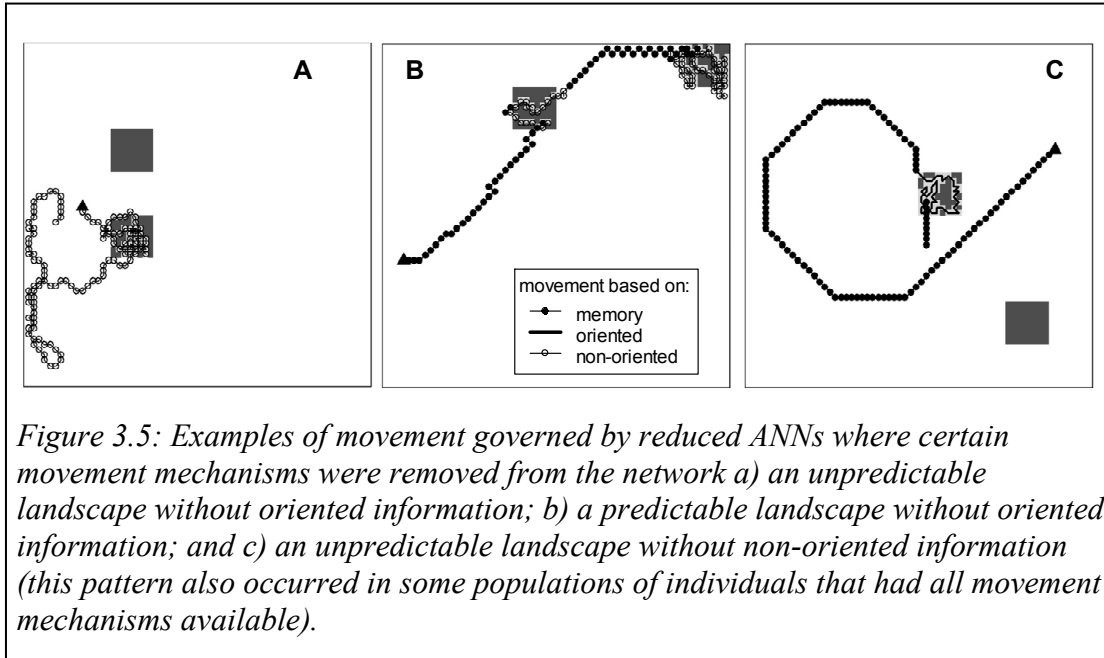 A
B
C
movement based on:
memory
oriented
non-oriented
Figure 3.5: Examples of movement governed by reduced ANNs where certain
movement mechanisms were removed from the network a) an unpredictable
landscape without oriented information; b) a predictable landscape without oriented
information; and c) an unpredictable landscape without non-oriented information
(this pattern also occurred in some populations of individuals that had all movement
mechanisms available).